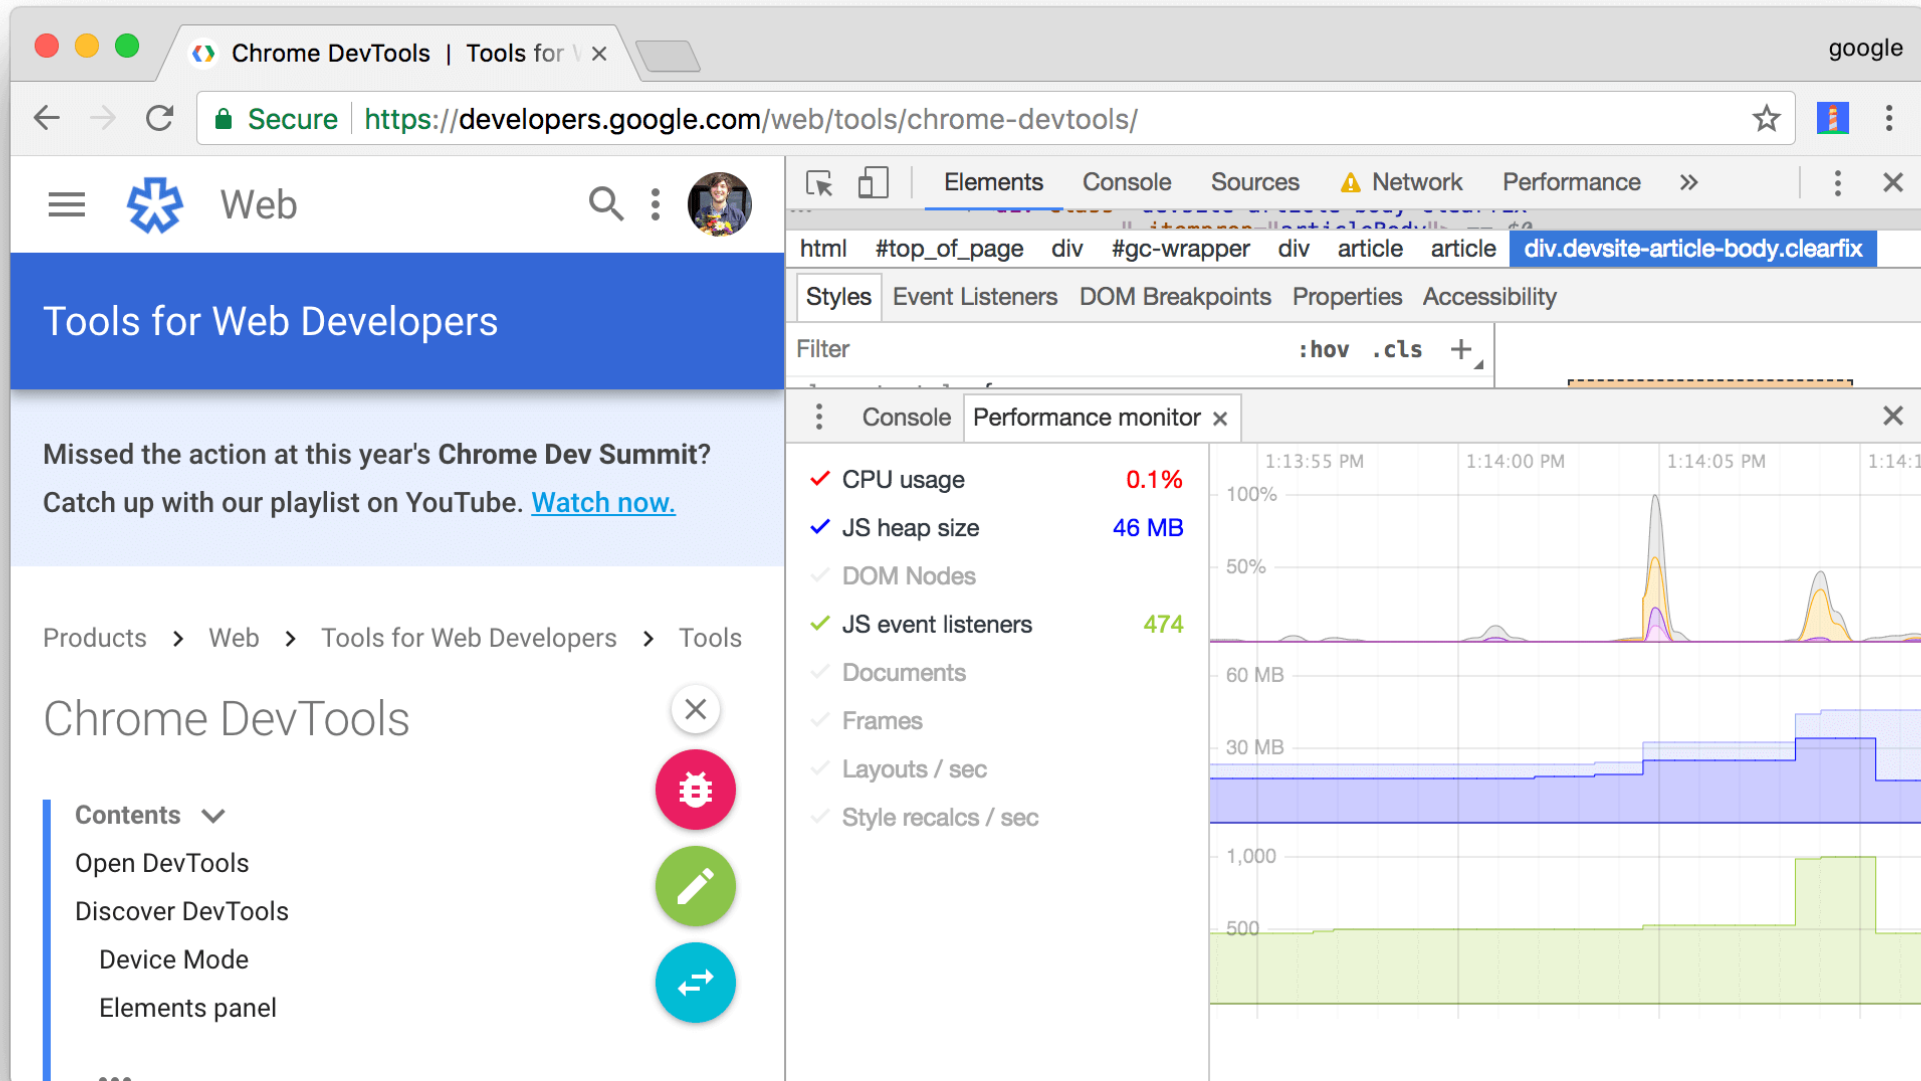 Chrome DevTools | Tools for
google
Secure https://developers.google.com/web/tools/chrome-devtools/
Web
Tools for Web Developers
Missed the action at this year's Chrome Dev Summit?
Catch up with our playlist on YouTube. Watch now.
Products > Web > Tools for Web Developers > Tools
Chrome DevTools
Contents
Open DevTools
Discover DevTools
Device Mode
Elements panel
Elements Console Sources Network Performance »
html #top_of_page div #gc-wrapper div article article div.devsite-article-body.clearfix
Styles Event Listeners DOM Breakpoints Properties Accessibility
Filter :hov .cls +
Console Performance monitor
CPU usage 0.1%
JS heap size 46 MB
DOM Nodes
JS event listeners 474
Documents
Frames
Layouts / sec
Style recalcs / sec
1:13:55 PM 1:14:00 PM 1:14:05 PM 1:14:1
100%
50%
60 MB
30 MB
1,000
500